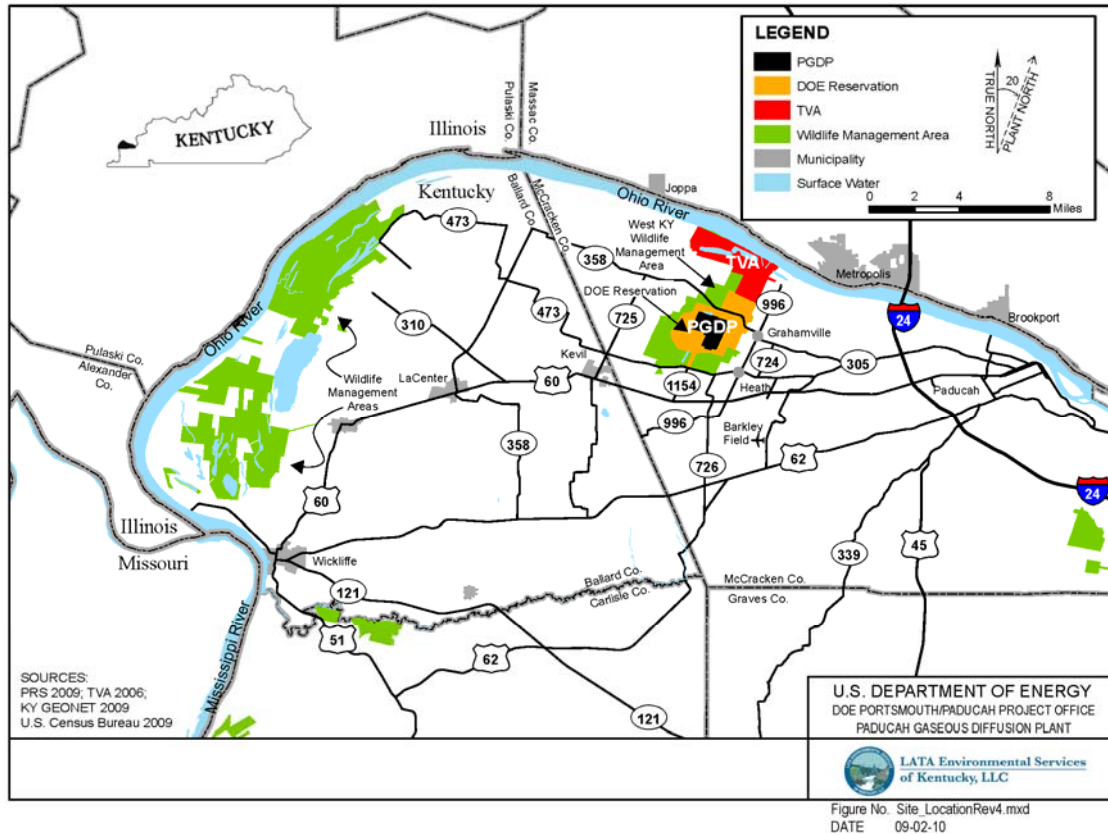 LEGEND
PGDP
DOE Reservation
TVA
Wildlife Management Area
Municipality
Surface Water
TRUE NORTH
20
PLANT NORTH
0 2 4 8
Miles
KENTUCKY
Illinois
Pulaski Co.
Massac Co.
Kentucky
Ballard Co.
McCracken Co.
Ohio River
Joppa
473
358
West KY
Wildlife
Management
Area
TVA
Metropolis
DOE Reservation
996
24
Brookport
Ohio River
310
473
725
PGDP
Grahamville
Pulaski Co.
Alexander
Co.
Wildlife
Management
Areas
LaCenter
Kevil
60
724
305
1154
Heath
Paducah
358
996
Barkley
Field
62
726
60
24
Illinois
Missouri
Wickliffe
339
45
121
Ballard Co.
Carlisle Co.
McCracken Co.
Graves Co.
51
62
Mississippi River
121
SOURCES:
PRS 2009; TVA 2006;
KY GEONET 2009
U.S. Census Bureau 2009
U.S. DEPARTMENT OF ENERGY
DOE PORTSMOUTH/PADUCAH PROJECT OFFICE
PADUCAH GASEOUS DIFFUSION PLANT
LATA Environmental Services
of Kentucky, LLC
Figure No. Site_LocationRev4.mxd
DATE 09-02-10